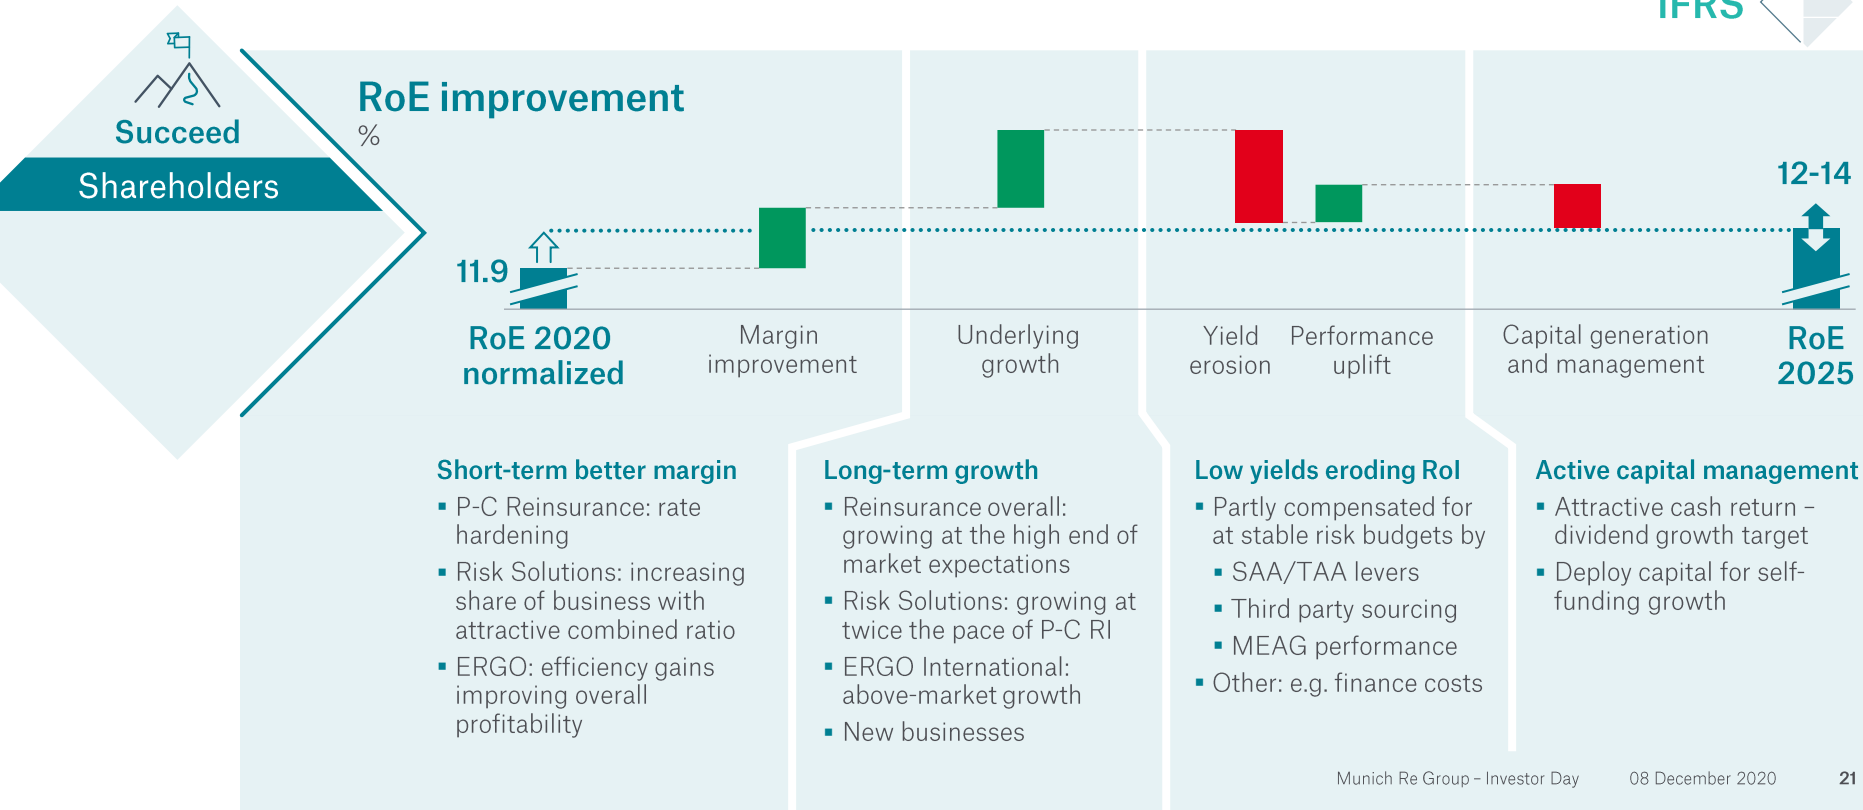 IFRS
Succeed
Shareholders
RoE improvement
%
11.9
12-14
RoE 2020
normalized
Margin
improvement
Underlying
growth
Yield
erosion
Performance
uplift
Capital generation
and management
RoE
2025
Short-term better margin
▪ P-C Reinsurance: rate
hardening
▪ Risk Solutions: increasing
share of business with
attractive combined ratio
▪ ERGO: efficiency gains
improving overall
profitability
Long-term growth
▪ Reinsurance overall:
growing at the high end of
market expectations
▪ Risk Solutions: growing at
twice the pace of P-C RI
▪ ERGO International:
above-market growth
▪ New businesses
Low yields eroding RoI
▪ Partly compensated for
at stable risk budgets by
▪ SAA/TAA levers
▪ Third party sourcing
▪ MEAG performance
▪ Other: e.g. finance costs
Active capital management
▪ Attractive cash return –
dividend growth target
▪ Deploy capital for self-
funding growth
Munich Re Group – Investor Day 08 December 2020 21